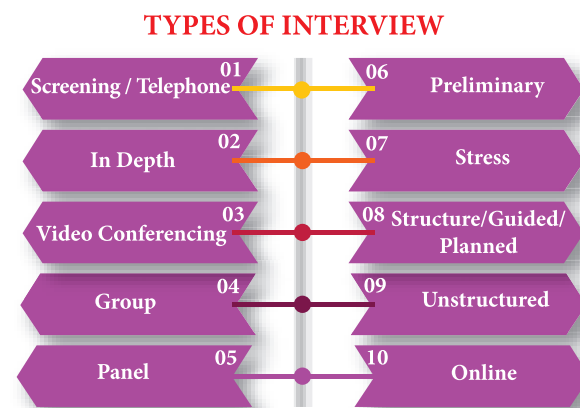 TYPES OF INTERVIEW
01
Screening / Telephone
02
In Depth
03
Video Conferencing
04
Group
05
Panel
06
Preliminary
07
Stress
08
Structure/Guided/
Planned
09
Unstructured
10
Online